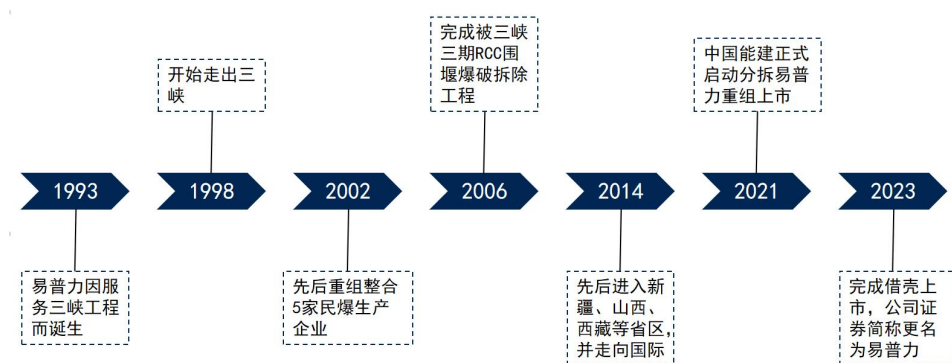 开始走出三
峡
完成被三峡
三期RCC围
堰爆破拆除
工程
中国能建正式
启动分拆易普
力重组上市
1993
1998
2002
2006
2014
2021
2023
易普力因服
务三峡工程
而诞生
先后重组整合
5家民爆生产
企业
先后进入新
疆、山西、
西藏等省区，
并走向国际
完成借壳上
市，公司证
券简称更名
为易普力